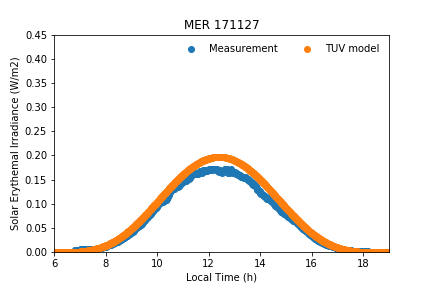 MER 171127
Measurement
TUV model
Solar Erythemal Irradiance (W/m2)
0.45
0.40
0.35
0.30
0.25
0.20
0.15
0.10
0.05
0.00
6 8 10 12 14 16 18
Local Time (h)